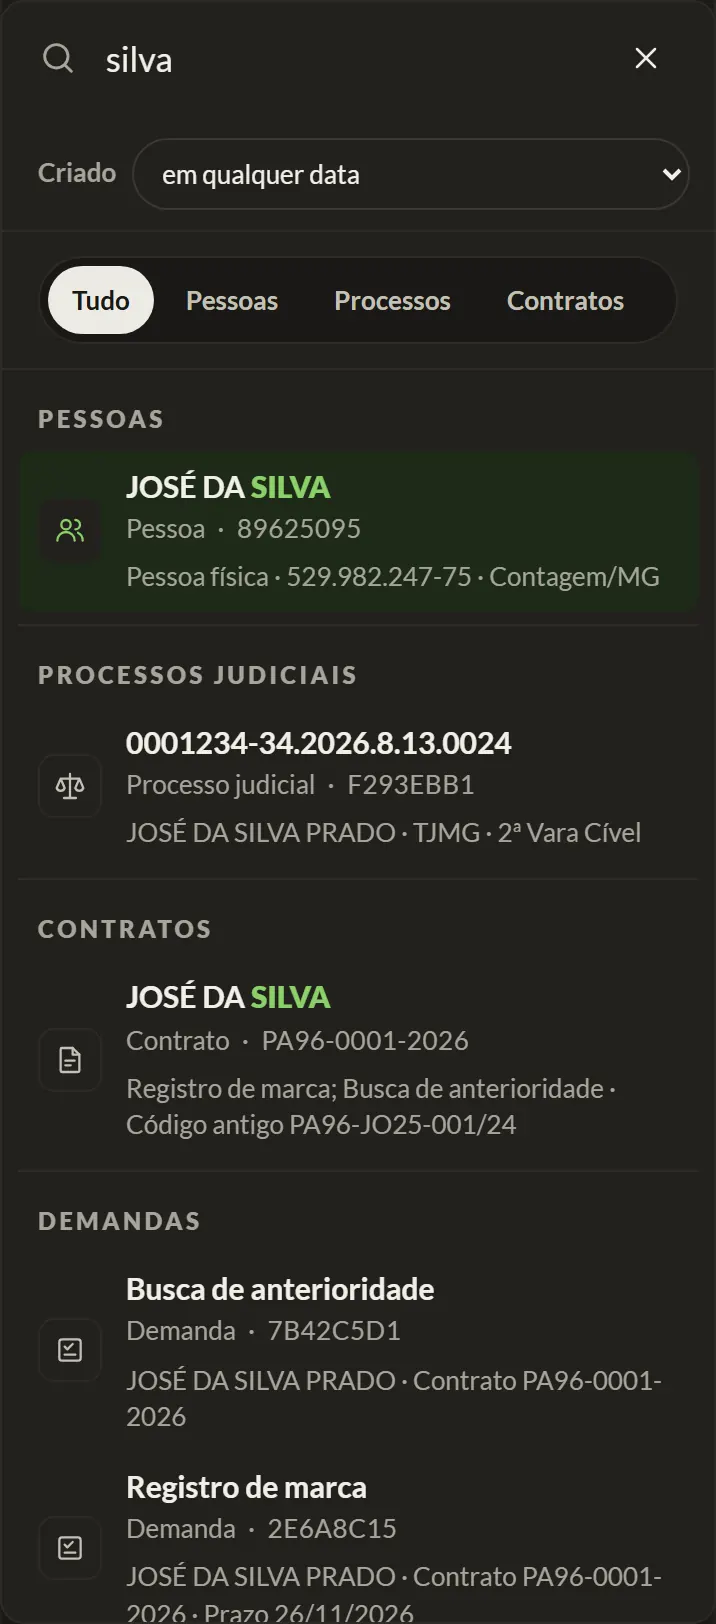 silva
Criado
em qualquer data
Tudo
Pessoas
Processos
Contratos
PESSOAS
JOSÉ DA SILVA
Pessoa · 89625095
Pessoa física · 529.982.247-75 · Contagem/MG
PROCESSOS JUDICIAIS
0001234-34.2026.8.13.0024
Processo judicial · F293EBB1
JOSÉ DA SILVA PRADO · TJMG · 2ª Vara Cível
CONTRATOS
JOSÉ DA SILVA
Contrato · PA96-0001-2026
Registro de marca; Busca de anterioridade ·
Código antigo PA96-JO25-001/24
DEMANDAS
Busca de anterioridade
Demanda · 7B42C5D1
JOSÉ DA SILVA PRADO · Contrato PA96-0001-
2026
Registro de marca
Demanda · 2E6A8C15
JOSÉ DA SILVA PRADO · Contrato PA96-0001-
2026 · Prazo 26/11/2026